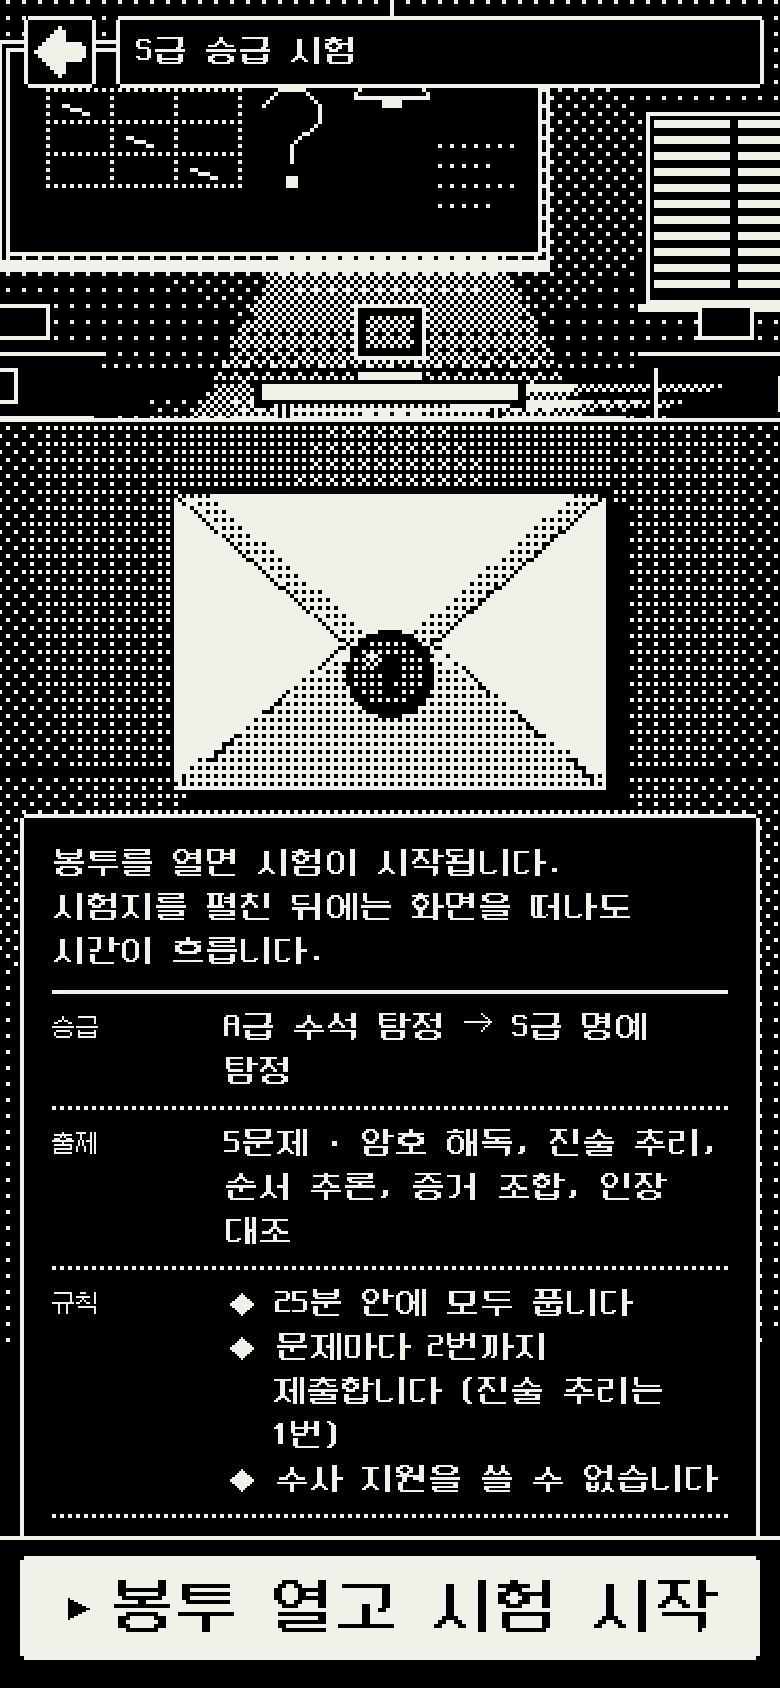 S급 승급 시험
?
봉투를 열면 시험이 시작됩니다.
시험지를 펼친 뒤에는 화면을 떠나도
시간이 흐릅니다.
승급
A급 수석 탐정 → S급 명예
탐정
출제
5문제 · 암호 해독, 진술 추리,
순서 추론, 증거 조합, 인장
대조
규칙
◆ 25분 안에 모두 풉니다
◆ 문제마다 2번까지
제출합니다 (진술 추리는
1번)
◆ 수사 지원을 쓸 수 없습니다
▶ 봉투 열고 시험 시작